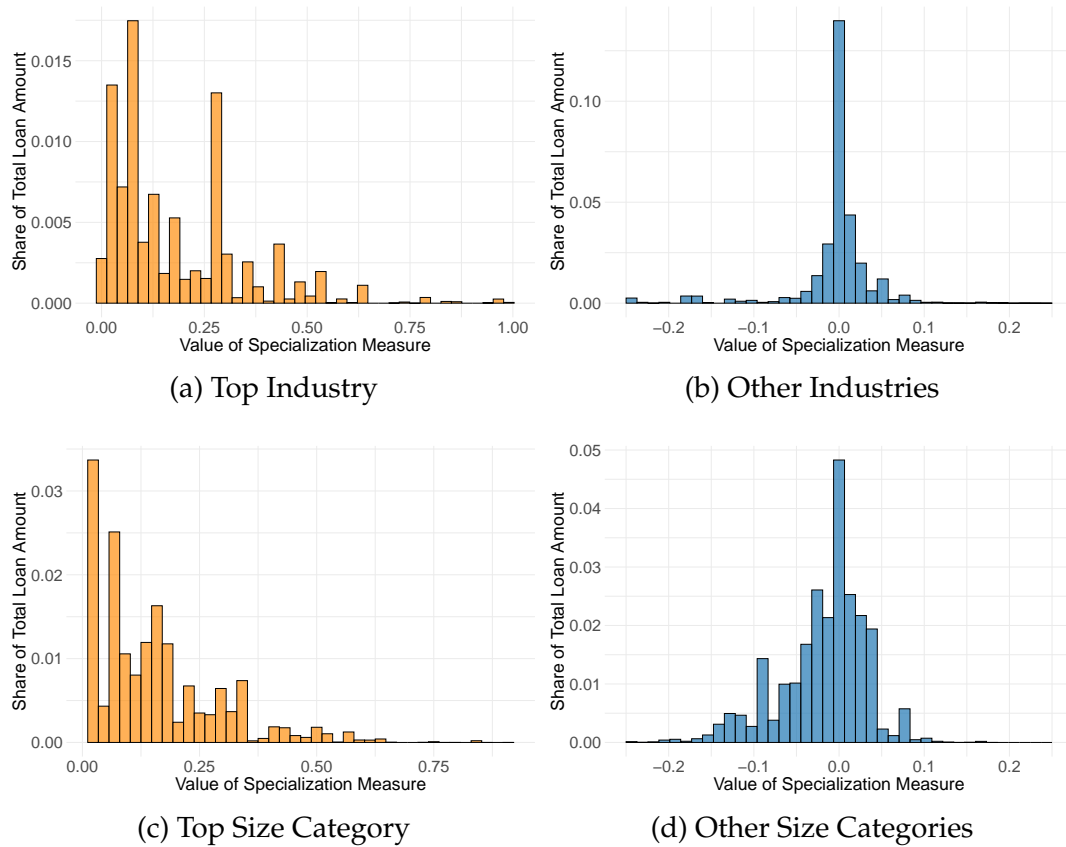 Share of Total Loan Amount
0.015
0.010
0.005
0.000
0.00 0.25 0.50 0.75 1.00
Value of Specialization Measure
(a) Top Industry
Share of Total Loan Amount
0.10
0.05
0.00
−0.2 −0.1 0.0 0.1 0.2
Value of Specialization Measure
(b) Other Industries
Share of Total Loan Amount
0.03
0.02
0.01
0.00
0.00 0.25 0.50 0.75
Value of Specialization Measure
(c) Top Size Category
Share of Total Loan Amount
0.05
0.04
0.03
0.02
0.01
0.00
−0.2 −0.1 0.0 0.1 0.2
Value of Specialization Measure
(d) Other Size Categories